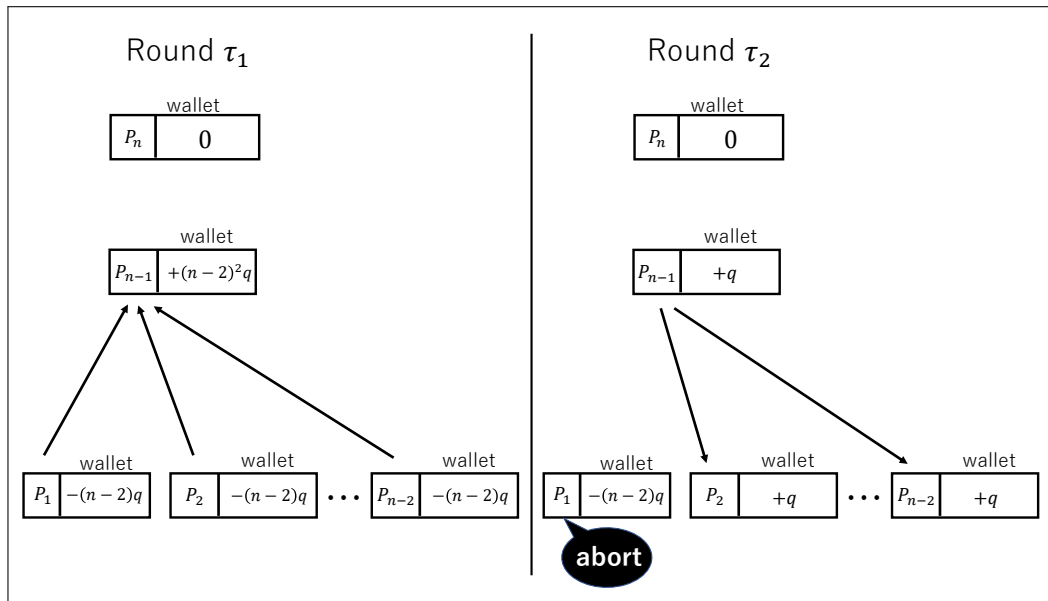 Round τ₁
wallet
Pₙ 0
wallet
Pₙ₋₁ +(n−2)²q
wallet wallet wallet
P₁ −(n−2)q P₂ −(n−2)q ••• Pₙ₋₂ −(n−2)q
Round τ₂
wallet
Pₙ 0
wallet
Pₙ₋₁ +q
wallet wallet wallet
P₁ −(n−2)q P₂ +q ••• Pₙ₋₂ +q
abort